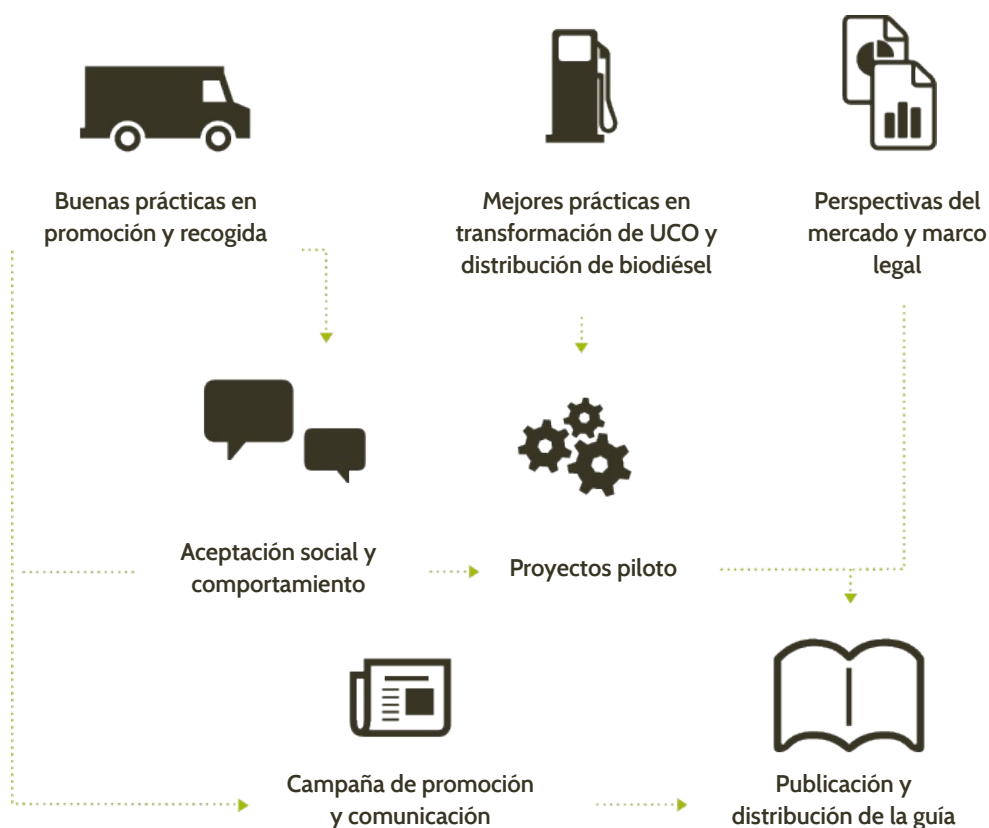 Buenas prácticas en
promoción y recogida
Mejores prácticas en
transformación de UCO y
distribución de biodiésel
Perspectivas del
mercado y marco
legal
Aceptación social y
comportamiento
Proyectos piloto
Campaña de promoción
y comunicación
Publicación y
distribución de la guía